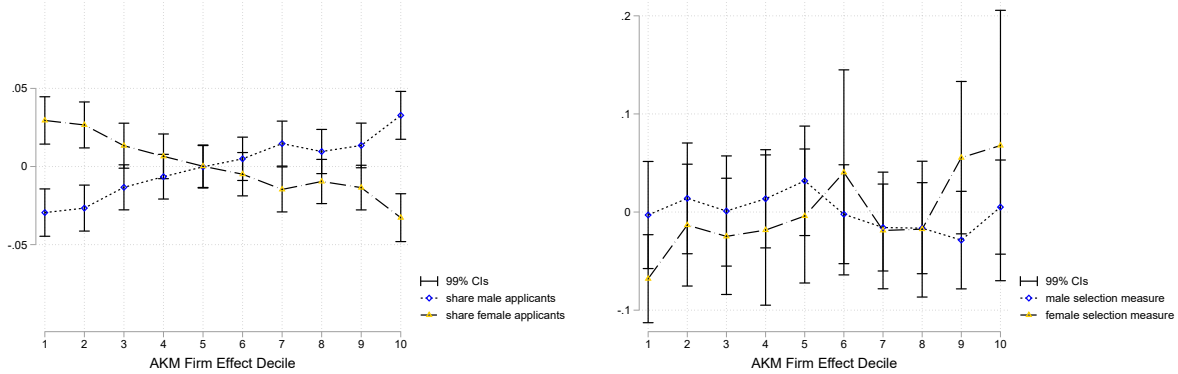 .05
0
-.05
1 2 3 4 5 6 7 8 9 10
AKM Firm Effect Decile
99% CIs
share male applicants
share female applicants
.2
.1
0
-.1
1 2 3 4 5 6 7 8 9 10
AKM Firm Effect Decile
99% CIs
male selection measure
female selection measure